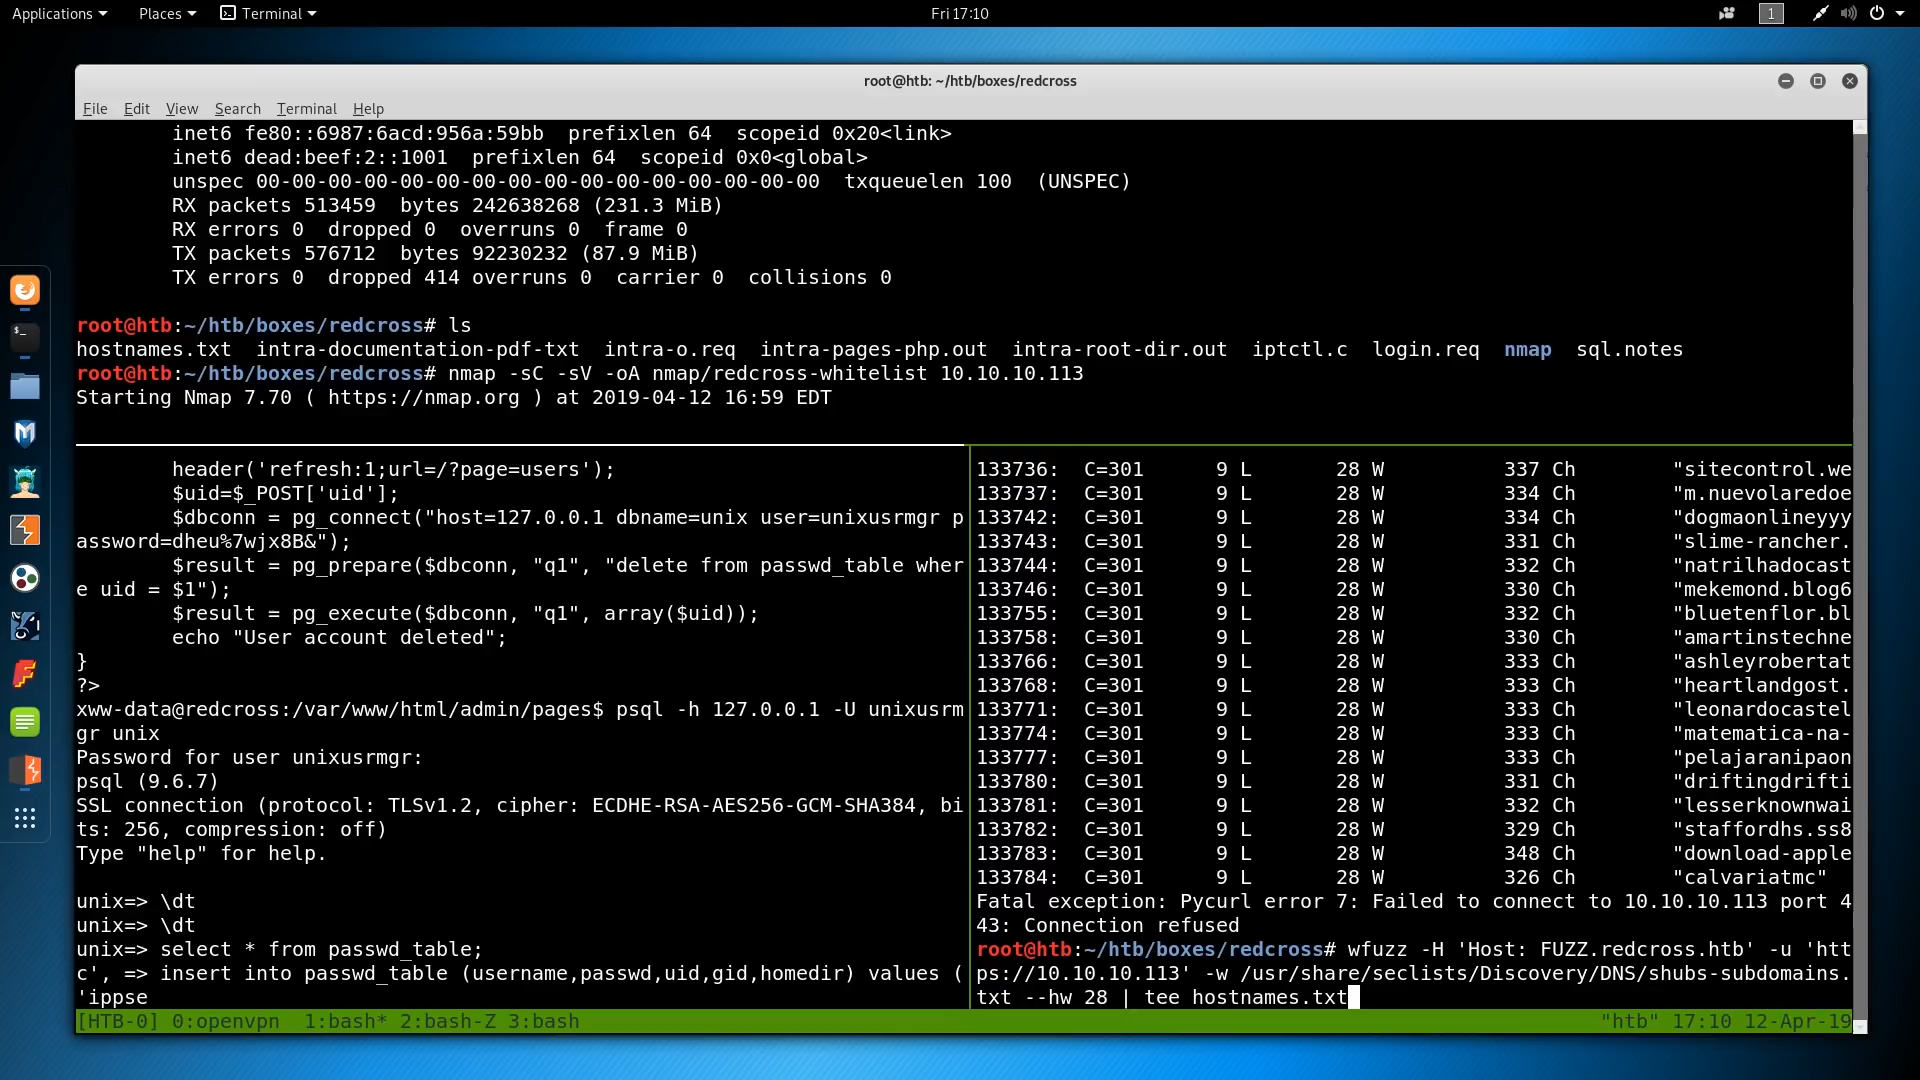 Applications Places Terminal Fri 17:10 1
root@htb: ~/htb/boxes/redcross
File Edit View Search Terminal Help
inet6 fe80::6987:6acd:956a:59bb prefixlen 64 scopeid 0x20<link>
inet6 dead:beef:2::1001 prefixlen 64 scopeid 0x0<global>
unspec 00-00-00-00-00-00-00-00-00-00-00-00-00-00-00-00 txqueuelen 100 (UNSPEC)
RX packets 513459 bytes 242638268 (231.3 MiB)
RX errors 0 dropped 0 overruns 0 frame 0
TX packets 576712 bytes 92230232 (87.9 MiB)
TX errors 0 dropped 414 overruns 0 carrier 0 collisions 0
root@htb:~/htb/boxes/redcross# ls
hostnames.txt intra-documentation-pdf-txt intra-o.req intra-pages-php.out intra-root-dir.out iptctl.c login.req nmap sql.notes
root@htb:~/htb/boxes/redcross# nmap -sC -sV -oA nmap/redcross-whitelist 10.10.10.113
Starting Nmap 7.70 ( https://nmap.org ) at 2019-04-12 16:59 EDT
header('refresh:1;url=/?page=users');
$uid=$_POST['uid'];
$dbconn = pg_connect("host=127.0.0.1 dbname=unix user=unixusrmgr p
assword=dheu%7wjx8B&");
$result = pg_prepare($dbconn, "q1", "delete from passwd_table wher
e uid = $1");
$result = pg_execute($dbconn, "q1", array($uid));
echo "User account deleted";
}
?>
xww-data@redcross:/var/www/html/admin/pages$ psql -h 127.0.0.1 -U unixusrm
gr unix
Password for user unixusrmgr:
psql (9.6.7)
SSL connection (protocol: TLSv1.2, cipher: ECDHE-RSA-AES256-GCM-SHA384, bi
ts: 256, compression: off)
Type "help" for help.
unix=> \dt
unix=> \dt
unix=> select * from passwd_table;
c', => insert into passwd_table (username,passwd,uid,gid,homedir) values (
'ippse
133736: C=301 9 L 28 W 337 Ch "sitecontrol.we
133737: C=301 9 L 28 W 334 Ch "m.nuevolaredoe
133742: C=301 9 L 28 W 334 Ch "dogmaonlineyyy
133743: C=301 9 L 28 W 331 Ch "slime-rancher.
133744: C=301 9 L 28 W 332 Ch "natrilhadocast
133746: C=301 9 L 28 W 330 Ch "mekemond.blog6
133755: C=301 9 L 28 W 332 Ch "bluetenflor.bl
133758: C=301 9 L 28 W 330 Ch "amartinstechne
133766: C=301 9 L 28 W 333 Ch "ashleyrobertat
133768: C=301 9 L 28 W 333 Ch "heartlandgost.
133771: C=301 9 L 28 W 333 Ch "leonardocastel
133774: C=301 9 L 28 W 333 Ch "matematica-na-
133777: C=301 9 L 28 W 333 Ch "pelajaranipaon
133780: C=301 9 L 28 W 331 Ch "driftingdrifti
133781: C=301 9 L 28 W 332 Ch "lesserknownwai
133782: C=301 9 L 28 W 329 Ch "staffordhs.ss8
133783: C=301 9 L 28 W 348 Ch "download-apple
133784: C=301 9 L 28 W 326 Ch "calvariatmc"
Fatal exception: Pycurl error 7: Failed to connect to 10.10.10.113 port 4
43: Connection refused
root@htb:~/htb/boxes/redcross# wfuzz -H 'Host: FUZZ.redcross.htb' -u 'htt
ps://10.10.10.113' -w /usr/share/seclists/Discovery/DNS/shubs-subdomains.
txt --hw 28 | tee hostnames.txt
[HTB-0] 0:openvpn 1:bash* 2:bash-Z 3:bash "htb" 17:10 12-Apr-19